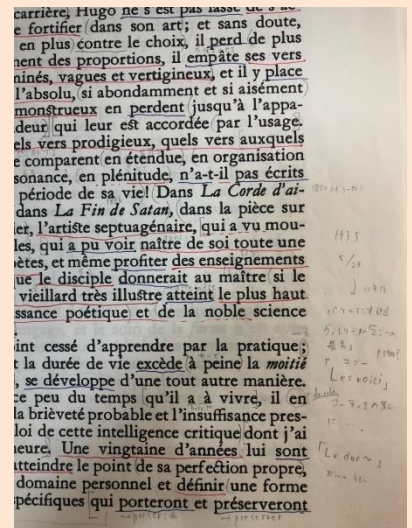 carrière, Hugo ne s'est pas lassé de s'ac-
e fortifier dans son art; et sans doute,
en plus contre le choix, il perd de plus
ment des proportions, il empâte ses vers
minés, vagues et vertigineux, et il y place
l'absolu, si abondamment et si aisément
monstrueux en perdent jusqu'à l'appa-
deur qui leur est accordée par l'usage.
els vers prodigieux, quels vers auxquels
e comparent en étendue, en organisation
sonance, en plénitude, n'a-t-il pas écrits
période de sa vie! Dans La Corde d'ai-
dans La Fin de Satan, dans la pièce sur
ier, l'artiste septuagénaire, qui a vu mou-
les, qui a pu voir naître de soi toute une
ètes, et même profiter des enseignements
ue le disciple donnerait au maître si le
vieillard très illustre atteint le plus haut
ssance poétique et de la noble science
int cessé d'apprendre par la pratique;
t la durée de vie excède à peine la moitié
, se développe d'une tout autre manière.
ce peu du temps qu'il a à vivre, il en
la brièveté probable et l'insuffisance pres-
loi de cette intelligence critique dont j'ai
heure. Une vingtaine d'années lui sont
atteindre le point de sa perfection propre,
domaine personnel et définir une forme
pécifiques qui porteront et préserveront
1935
5/25
Les voici
「Le duc～」